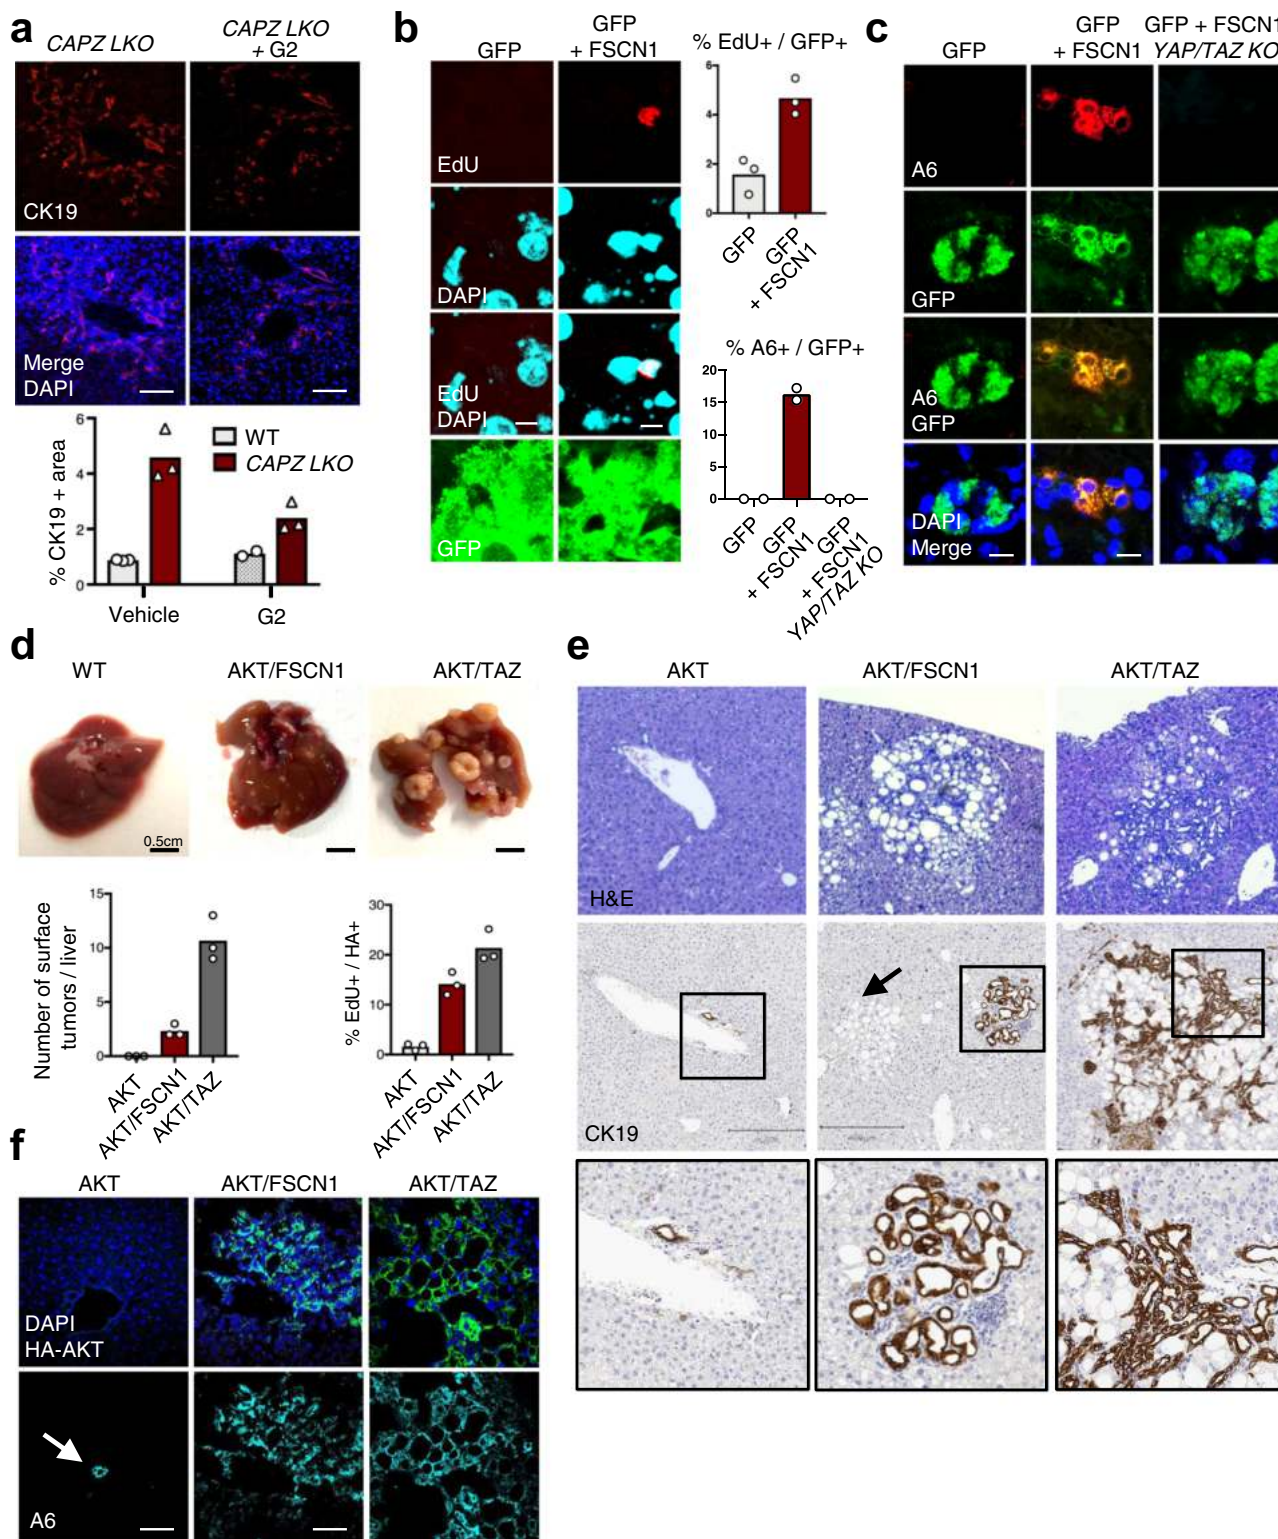 a
CAPZ LKO
CAPZ LKO
+ G2
CK19
Merge
DAPI
% CK19 + area
6
4
2
0
WT
CAPZ LKO
Vehicle
G2
b
GFP
GFP
+ FSCN1
EdU
DAPI
EdU
DAPI
GFP
% EdU+ / GFP+
6
4
2
0
GFP
GFP
+ FSCN1
% A6+ / GFP+
20
15
10
5
0
GFP
GFP
+ FSCN1
GFP
+ FSCN1
YAP/TAZ KO
c
GFP
GFP
+ FSCN1
GFP + FSCN1
YAP/TAZ KO
A6
GFP
A6
GFP
DAPI
Merge
d
WT
AKT/FSCN1
AKT/TAZ
0.5cm
Number of surface
tumors / liver
15
10
5
0
AKT
AKT/FSCN1
AKT/TAZ
% EdU+ / HA+
30
20
10
0
AKT
AKT/FSCN1
AKT/TAZ
e
AKT
AKT/FSCN1
AKT/TAZ
H&E
CK19
f
AKT
AKT/FSCN1
AKT/TAZ
DAPI
HA-AKT
A6